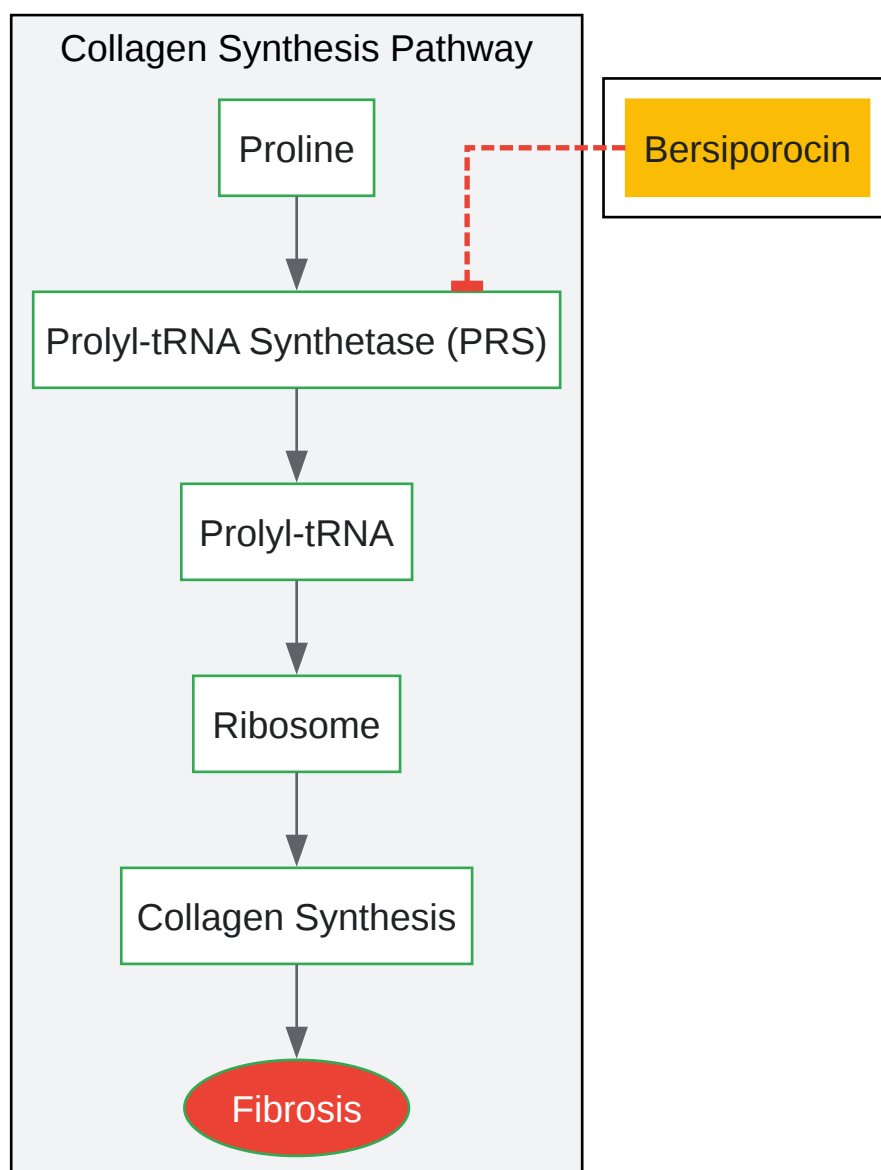 Collagen Synthesis Pathway
Proline
Bersiporocin
Prolyl-tRNA Synthetase (PRS)
Prolyl-tRNA
Ribosome
Collagen Synthesis
Fibrosis